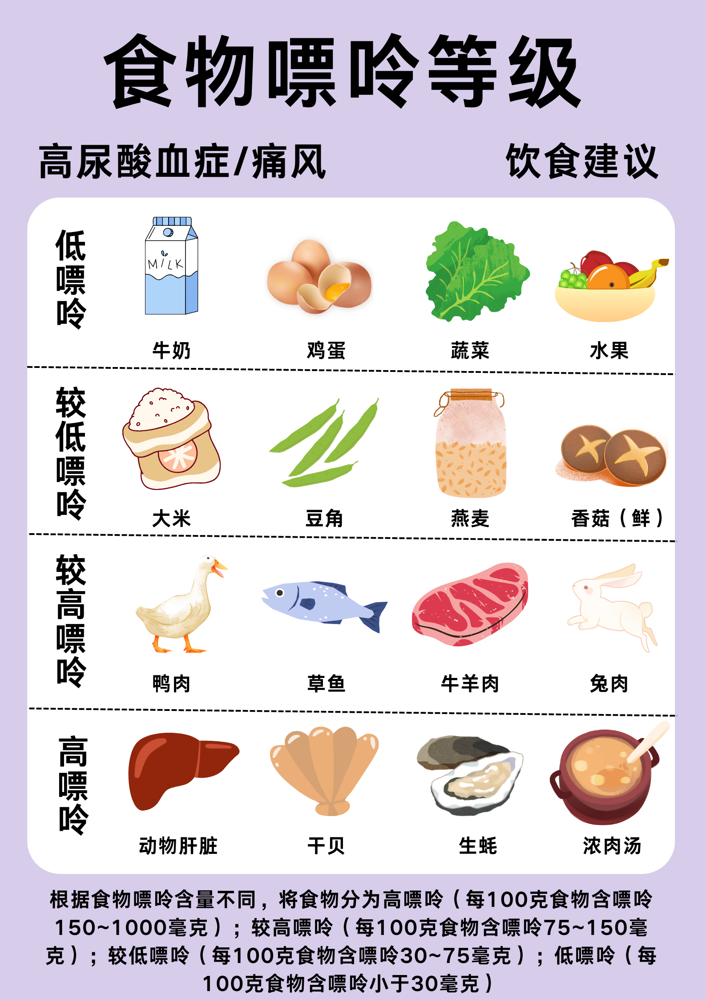 食物嘌呤等级
高尿酸血症/痛风
饮食建议
低嘌呤
MiLK
牛奶
鸡蛋
蔬菜
水果
较低嘌呤
米
大米
豆角
燕麦
香菇（鲜）
较高嘌呤
鸭肉
草鱼
牛羊肉
兔肉
高嘌呤
动物肝脏
干贝
生蚝
浓肉汤
根据食物嘌呤含量不同，将食物分为高嘌呤（每100克食物含嘌呤
150~1000毫克）；较高嘌呤（每100克食物含嘌呤75~150毫
克）；较低嘌呤（每100克食物含嘌呤30~75毫克）；低嘌呤（每
100克食物含嘌呤小于30毫克）